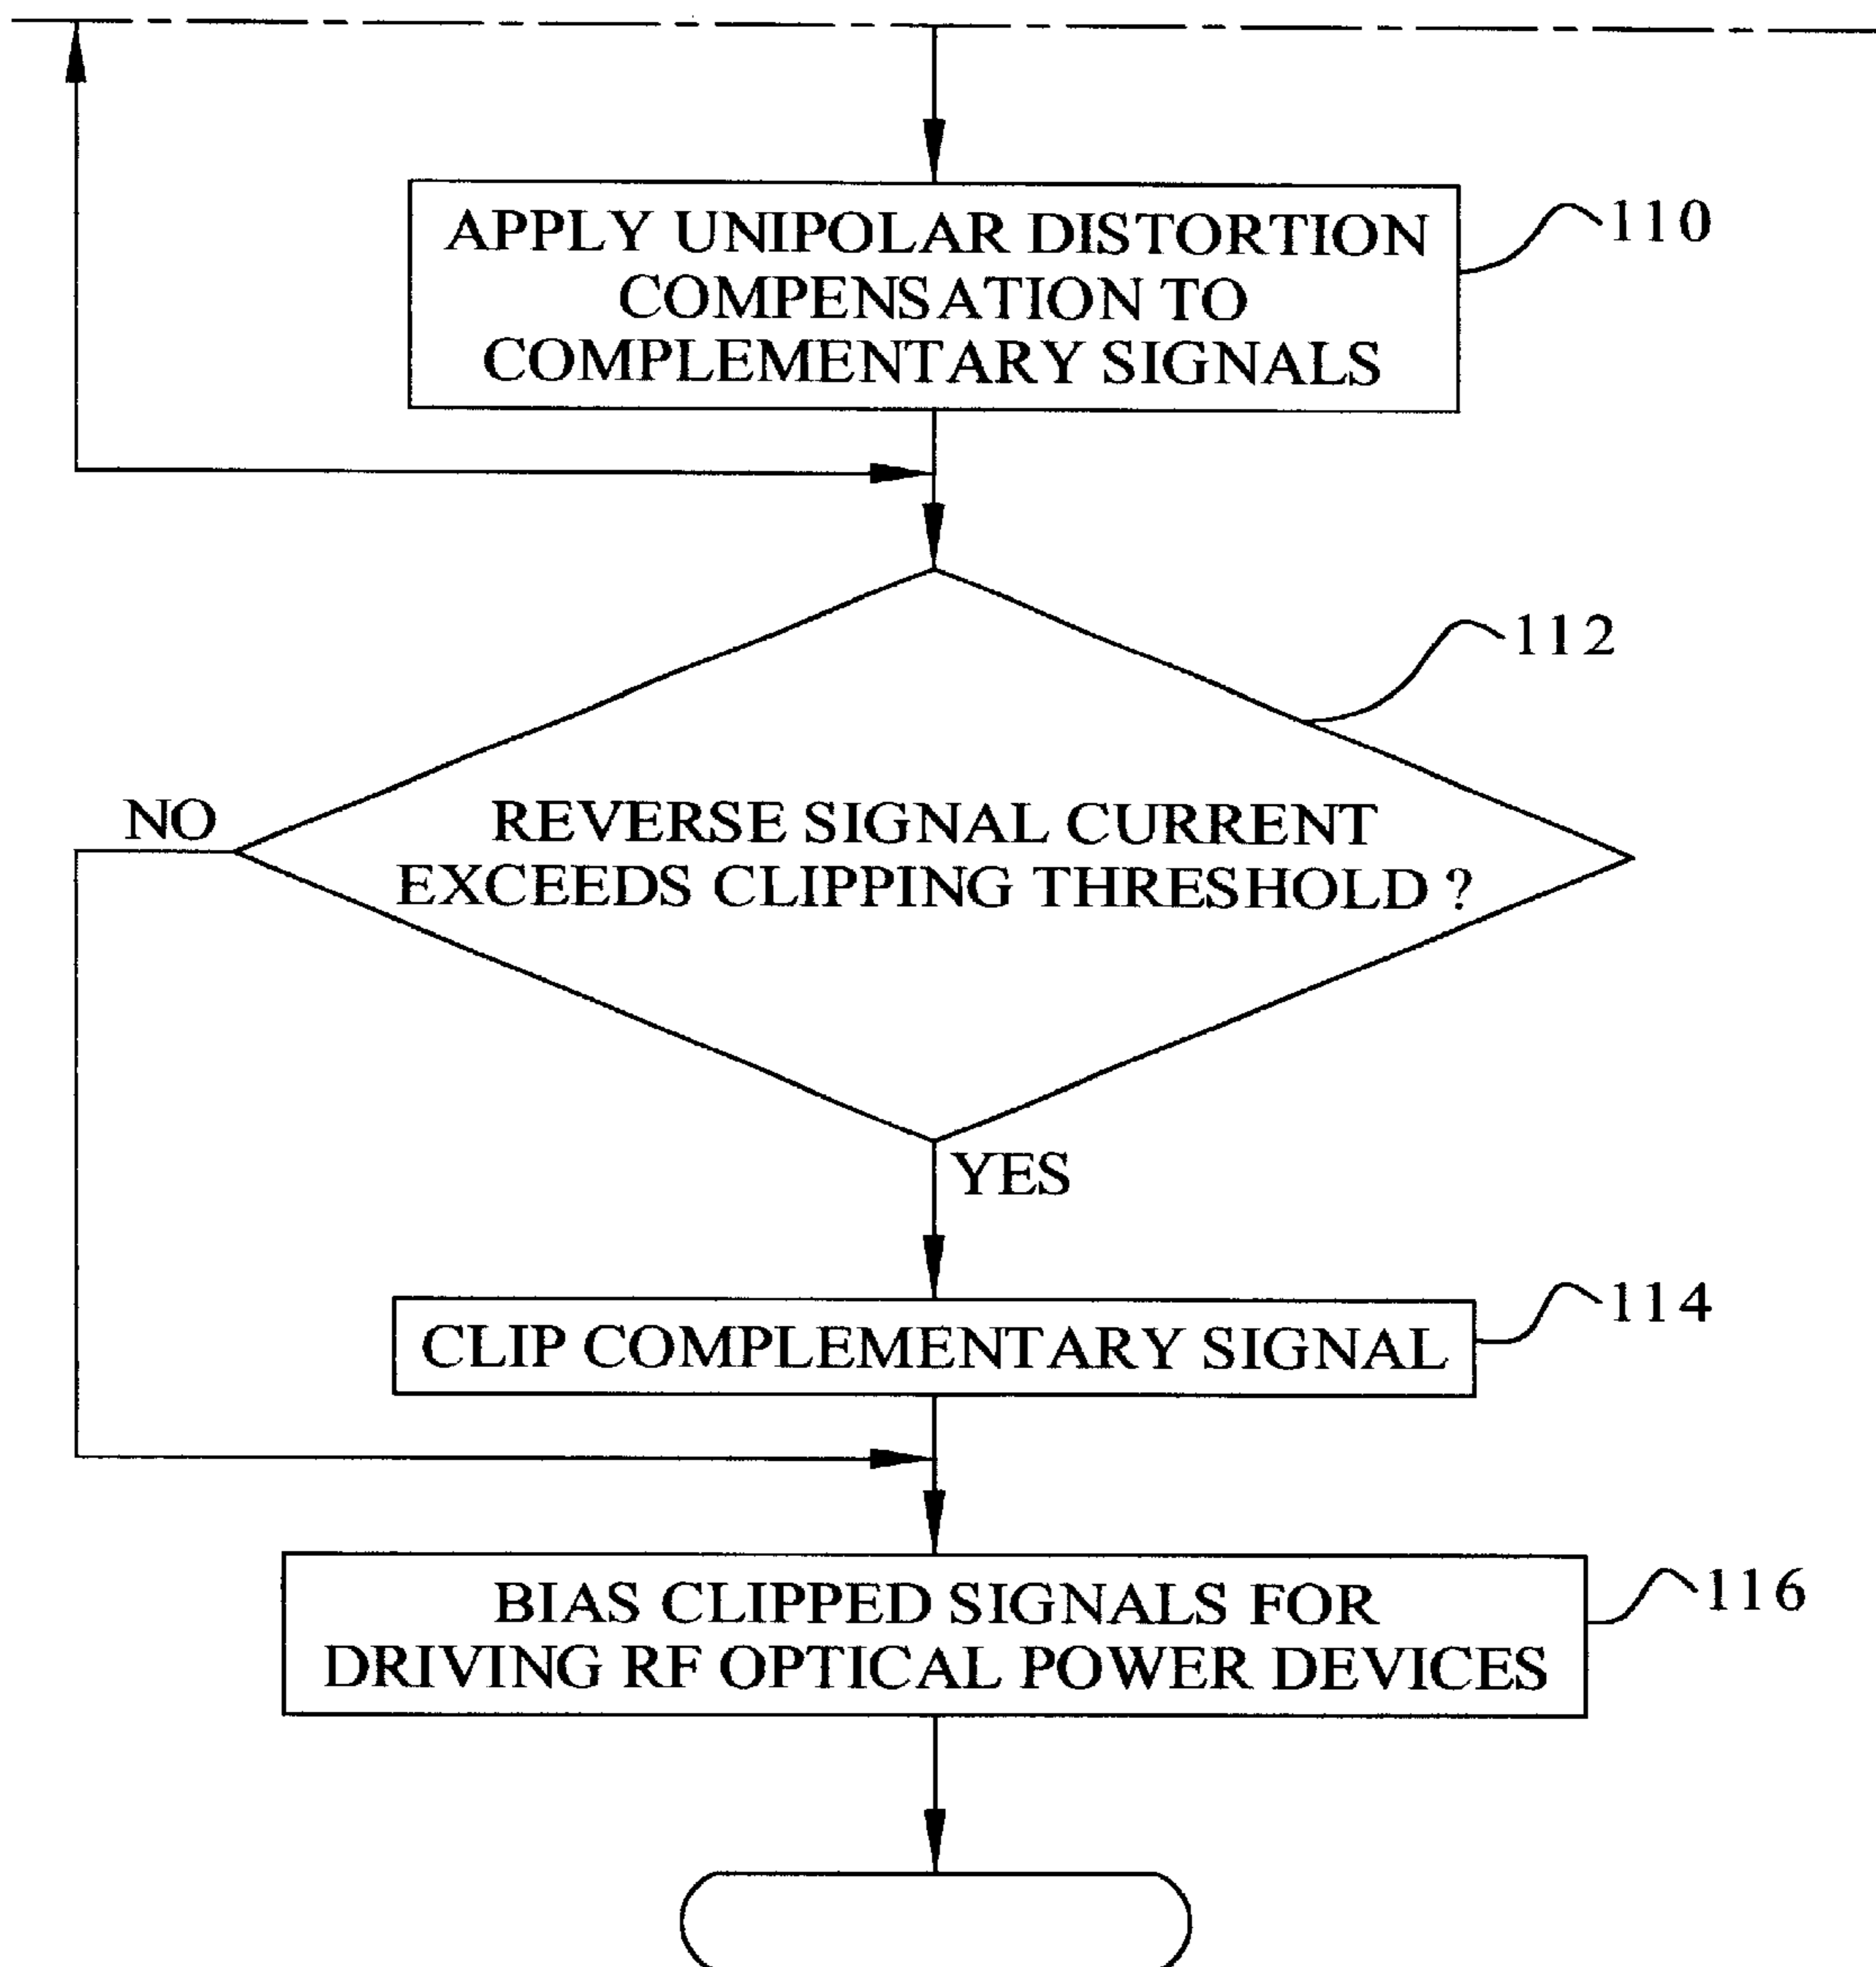 APPLY UNIPOLAR DISTORTION
COMPENSATION TO
COMPLEMENTARY SIGNALS
110
112
NO
REVERSE SIGNAL CURRENT
EXCEEDS CLIPPING THRESHOLD ?
YES
CLIP COMPLEMENTARY SIGNAL
114
BIAS CLIPPED SIGNALS FOR
DRIVING RF OPTICAL POWER DEVICES
116